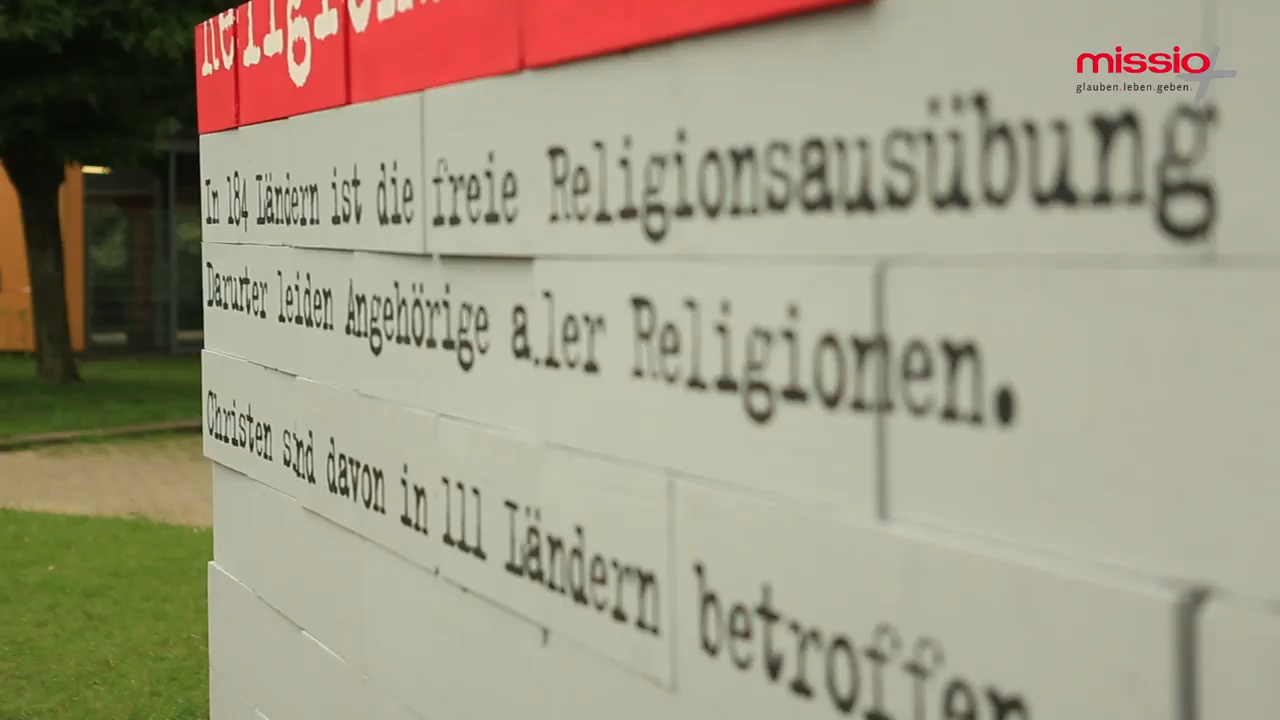 missio
glauben.leben.geben.
In 184 Ländern ist die freie Religionsausübung
Darunter leiden Angehörige aller Religionen.
Christen sind davon in 111 Ländern betroffen